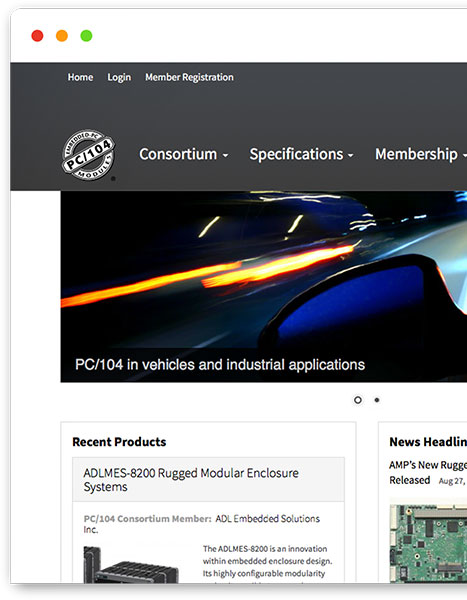 Home Login Member Registration
EMBEDDED-PC
PC/104
MODULES
Consortium Specifications Membership
PC/104 in vehicles and industrial applications
Recent Products
ADLMES-8200 Rugged Modular Enclosure
Systems
PC/104 Consortium Member: ADL Embedded Solutions
Inc.
The ADLMES-8200 is an innovation
within embedded enclosure design.
Its highly configurable modularity
News Headlin
AMP's New Rugge
Released Aug 27,